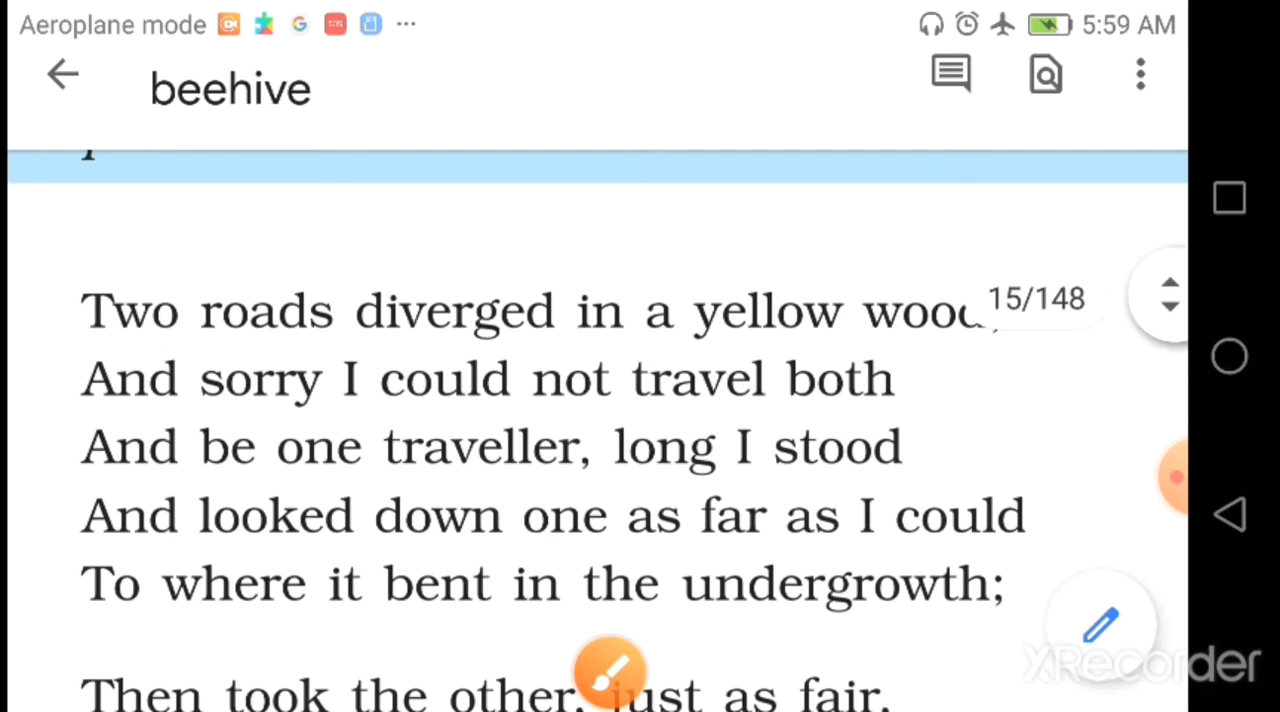 Aeroplane mode
5:59 AM
beehive
Two roads diverged in a yellow
15/148
And sorry I could not travel both
And be one traveller, long I stood
And looked down one as far as I could
To where it bent in the undergrowth;
Then took the other, just as fair,
XRecorder